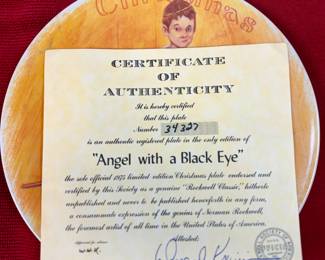 Christmas
CERTIFICATE
OF
AUTHENTICITY
It is hereby certified
that this plate
Number 34327
is an authentic registered plate in the only edition of
"Angel with a Black Eye"
the sole official 1975 limited edition Christmas plate endorsed and
certified by this Society as a genuine "Rockwell Classic," hitherto
unpublished and never to be published henceforth in any form,
a consummate expression of the genius of Norman Rockwell,
the foremost artist of all time in the United States of America.
Approved for release
Attested:
SOCIETY